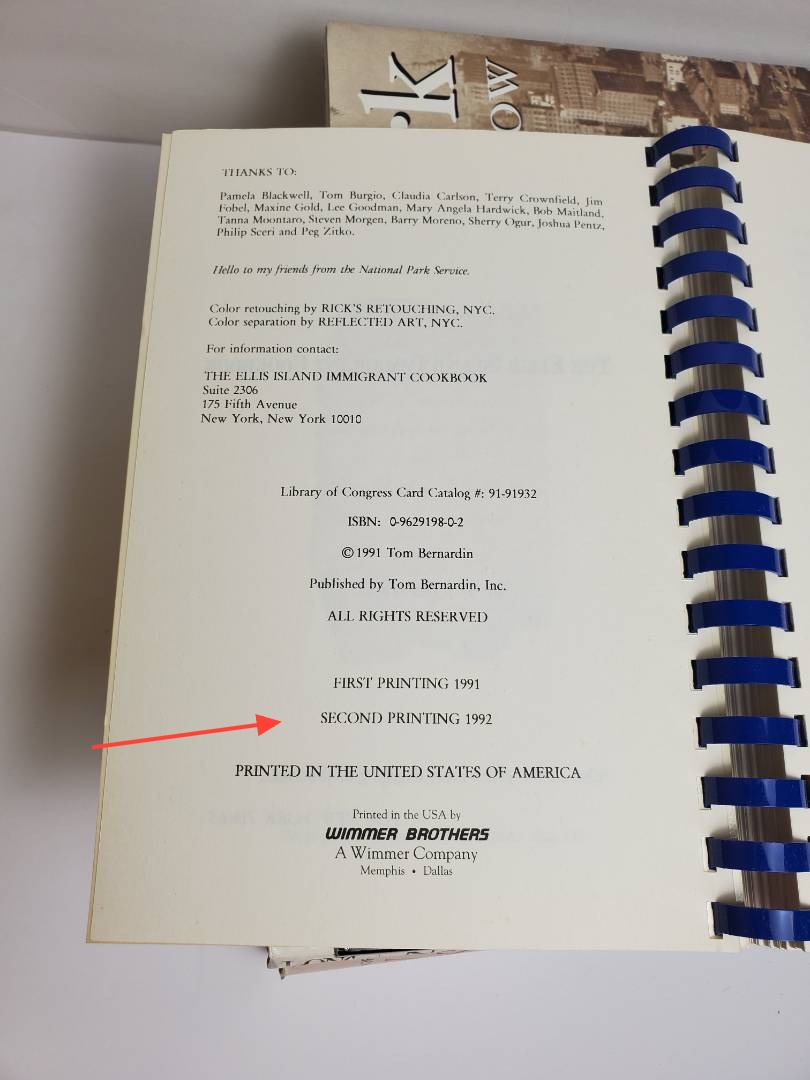 k
OW
THANKS TO:
Pamela Blackwell, Tom Burgio, Claudia Carlson, Terry Crownfield, Jim
Fobel, Maxine Gold, Lee Goodman, Mary Angela Hardwick, Bob Maitland,
Tanna Moontaro, Steven Morgen, Barry Moreno, Sherry Ogur, Joshua Pentz,
Philip Sceri and Peg Zitko.
Hello to my friends from the National Park Service.
Color retouching by RICK'S RETOUCHING, NYC.
Color separation by REFLECTED ART, NYC.
For information contact:
THE ELLIS ISLAND IMMIGRANT COOKBOOK
Suite 2306
175 Fifth Avenue
New York, New York 10010
Library of Congress Card Catalog #: 91-91932
ISBN: 0-9629198-0-2
©1991 Tom Bernardin
Published by Tom Bernardin, Inc.
ALL RIGHTS RESERVED
FIRST PRINTING 1991
SECOND PRINTING 1992
PRINTED IN THE UNITED STATES OF AMERICA
Printed in the USA by
WIMMER BROTHERS
A Wimmer Company
Memphis • Dallas